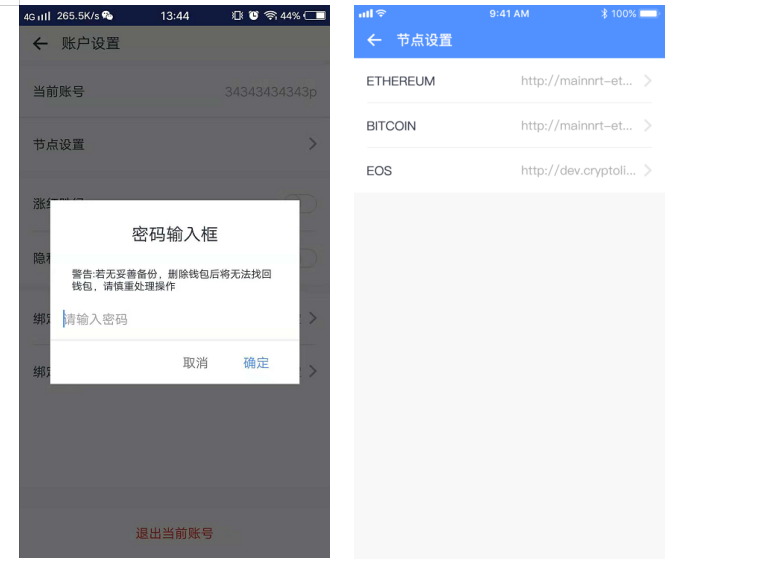 4G 265.5K/s 13:44 44%
账户设置
当前账号 34343434343p
节点设置
涨
隐
密码输入框
警告:若无妥善备份，删除钱包后将无法找回
钱包，请慎重处理操作
绑
请输入密码
取消 确定
绑
退出当前账号
9:41 AM 100%
节点设置
ETHEREUM http://mainnrt-et...
BITCOIN http://mainnrt-et...
EOS http://dev.cryptoli...